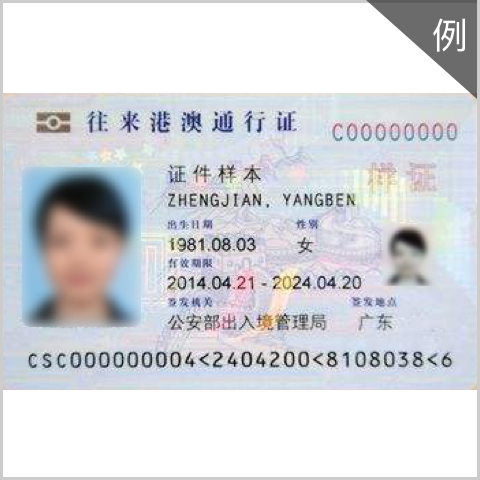 例
往来港澳通行证
C00000000
样证
证件样本
ZHENGJIAN, YANGBEN
出生日期 性别
1981.08.03 女
有效期限
2014.04.21 - 2024.04.20
签发机关 签发地点
公安部出入境管理局 广东
CSC000000004<2404200<8108038<6